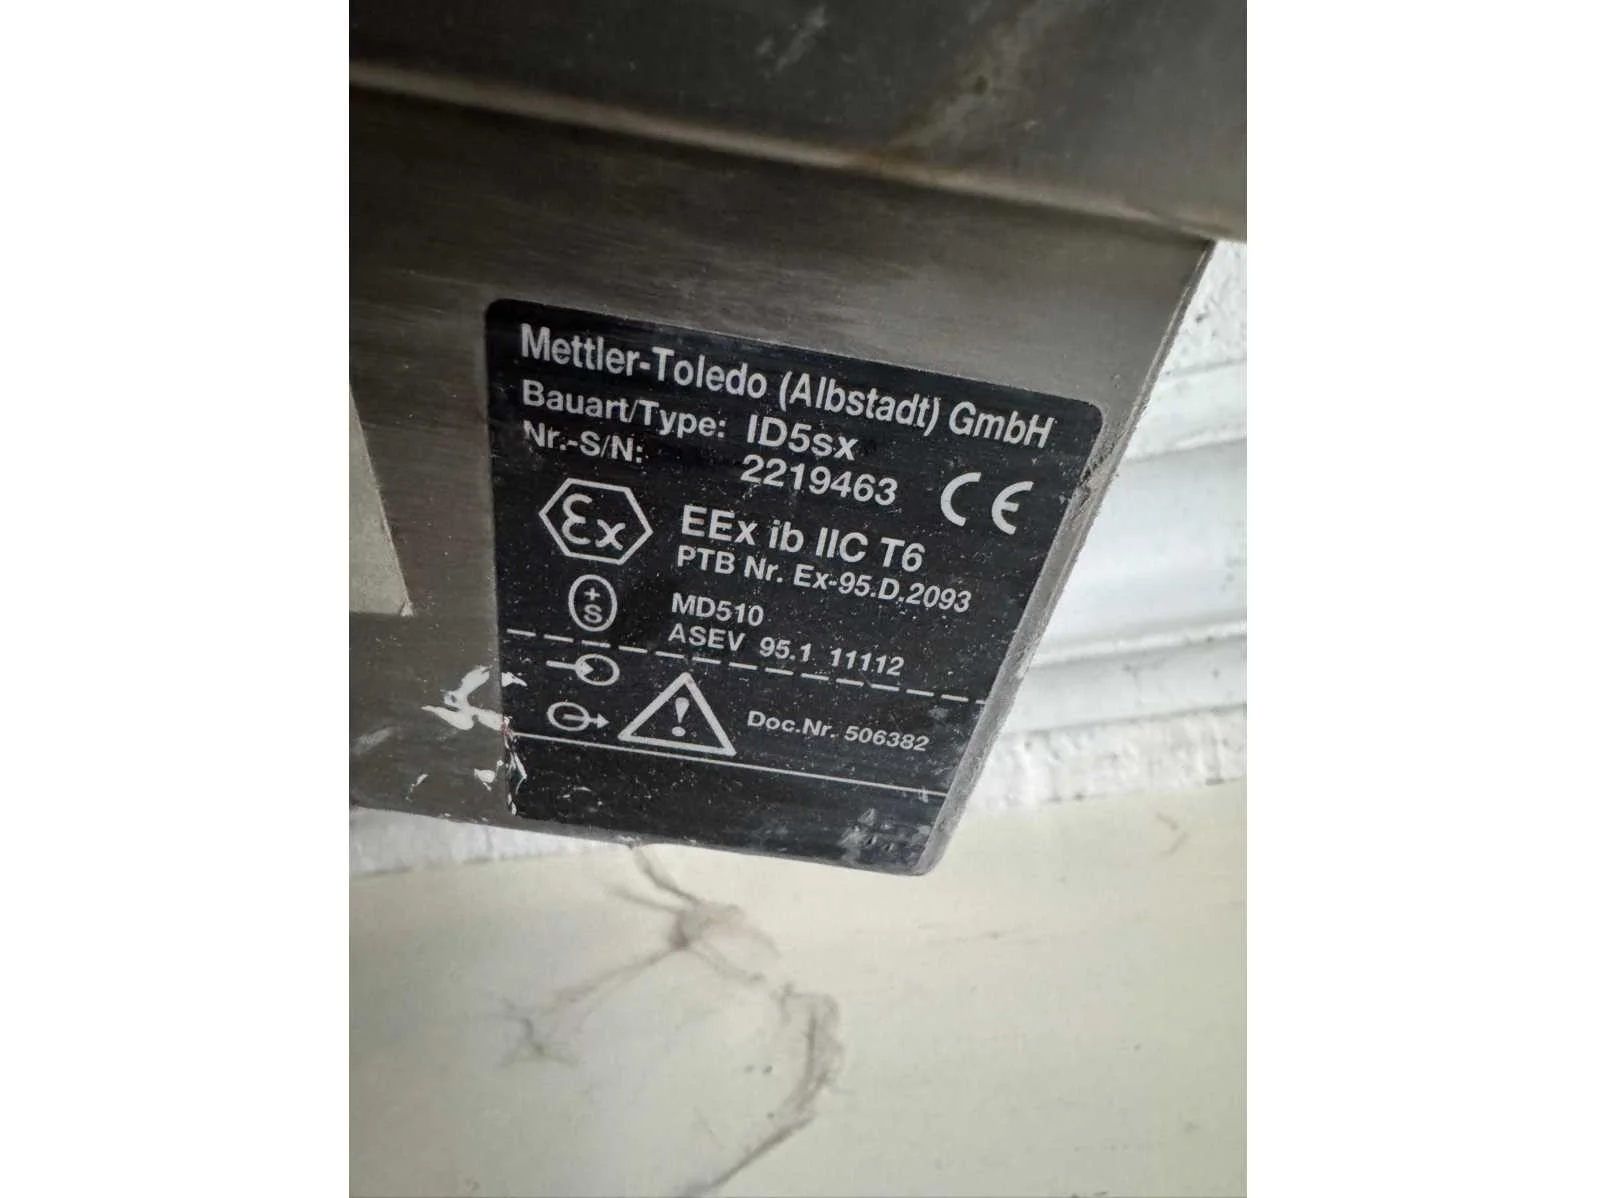 Mettler-Toledo (Albstadt) GmbH
Bauart/Type: ID5sx
Nr.-S/N: 2219463
CE
Ex
EEx ib IIC T6
PTB Nr. Ex-95.D.2093
+
S
MD510
ASEV 95.1 11112
!
Doc.Nr. 506382